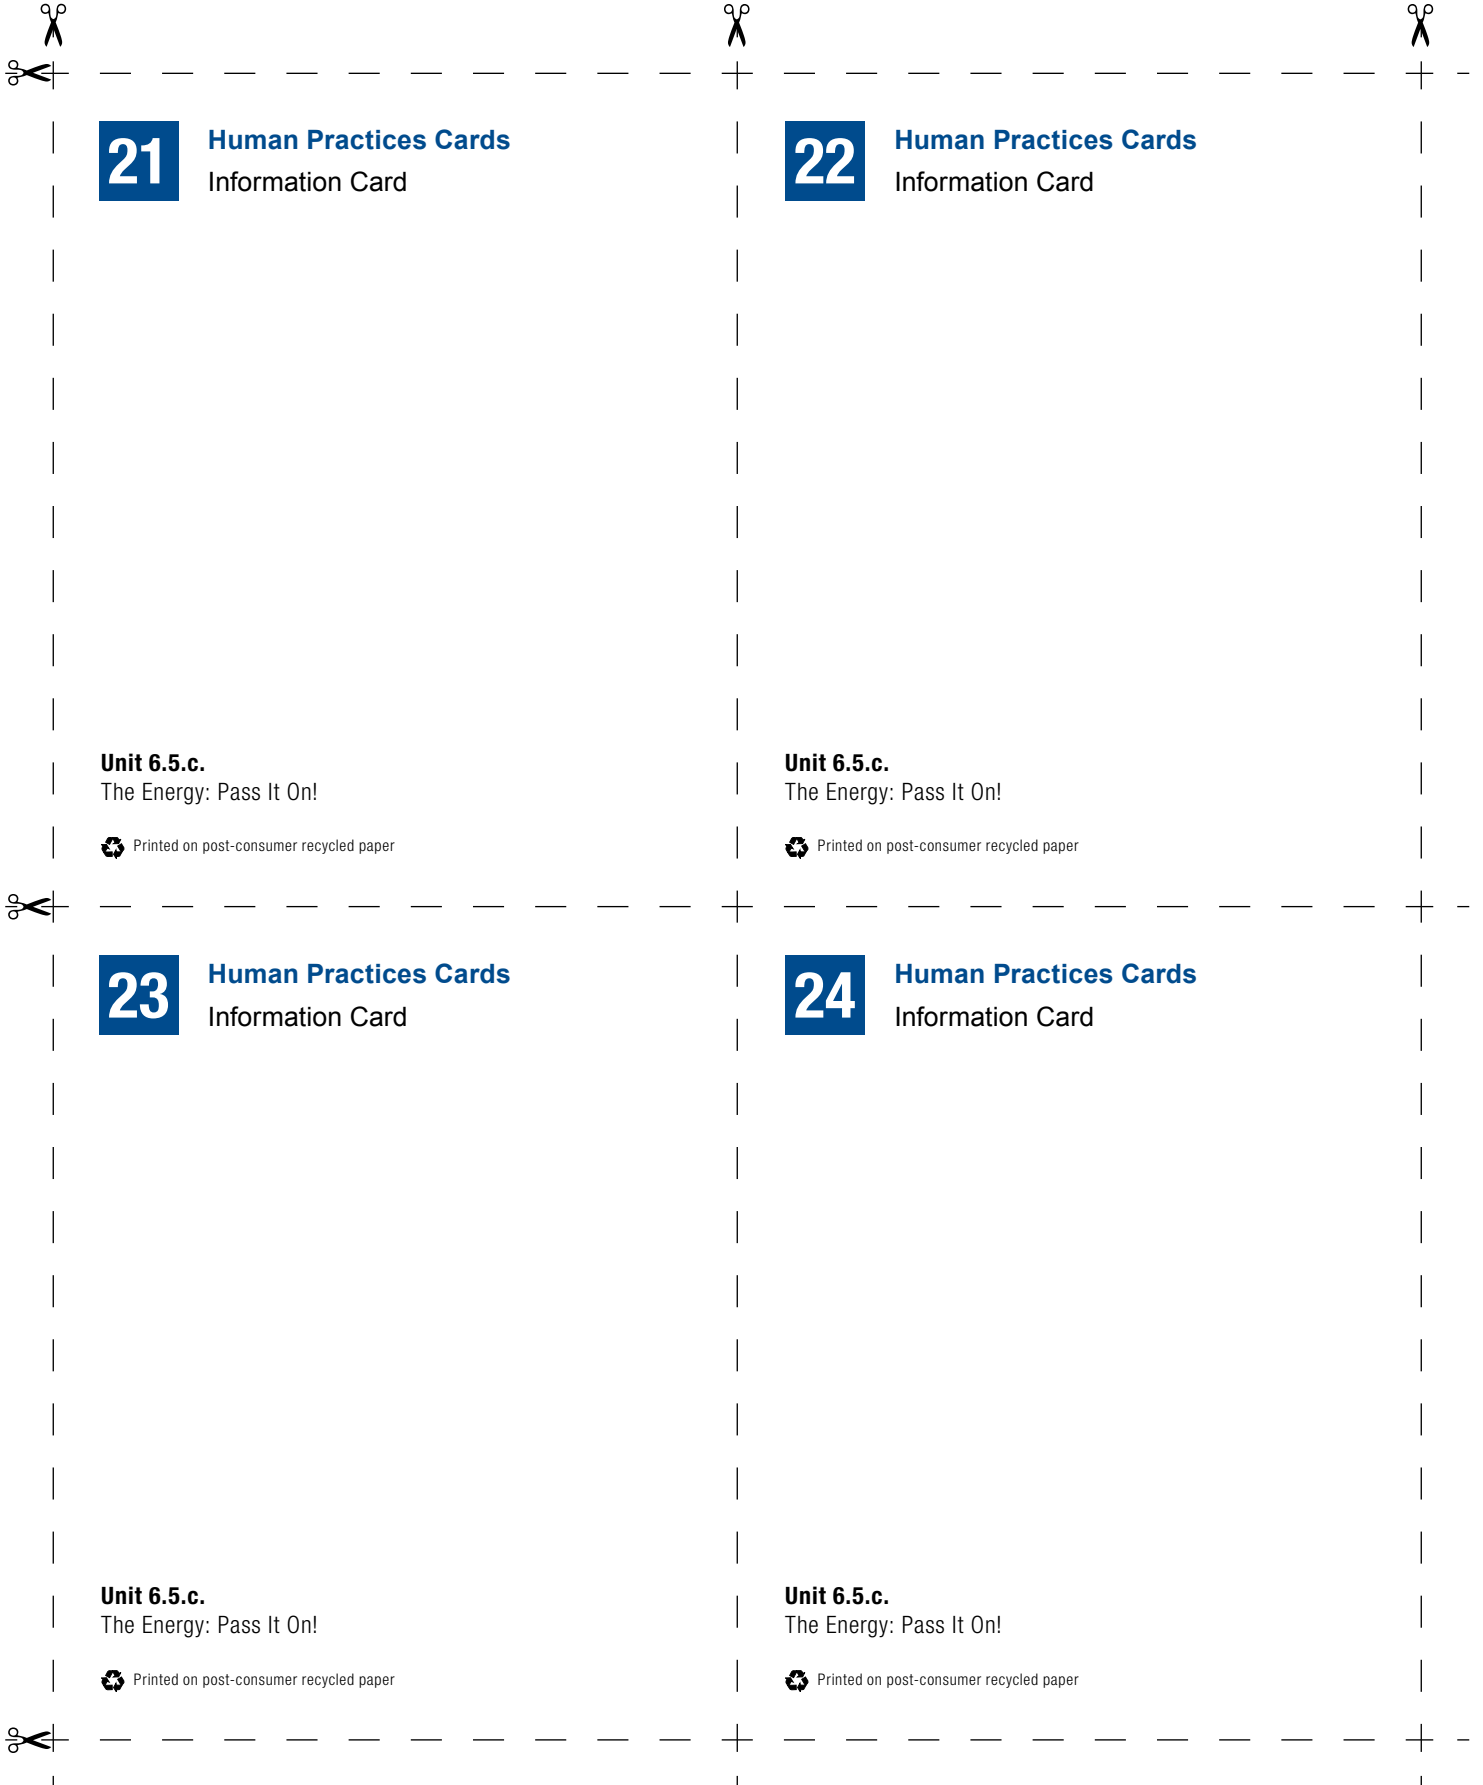 21
Human Practices Cards
Information Card
Unit 6.5.c.
The Energy: Pass It On!
Printed on post-consumer recycled paper
22
Human Practices Cards
Information Card
Unit 6.5.c.
The Energy: Pass It On!
Printed on post-consumer recycled paper
23
Human Practices Cards
Information Card
Unit 6.5.c.
The Energy: Pass It On!
Printed on post-consumer recycled paper
24
Human Practices Cards
Information Card
Unit 6.5.c.
The Energy: Pass It On!
Printed on post-consumer recycled paper